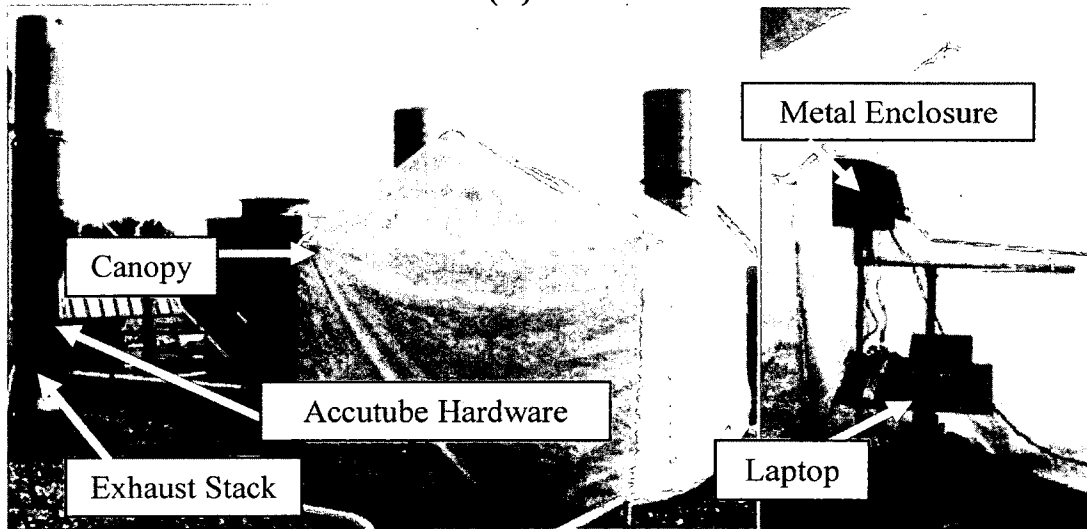 Metal Enclosure
Canopy
Accutube Hardware
Exhaust Stack
Laptop